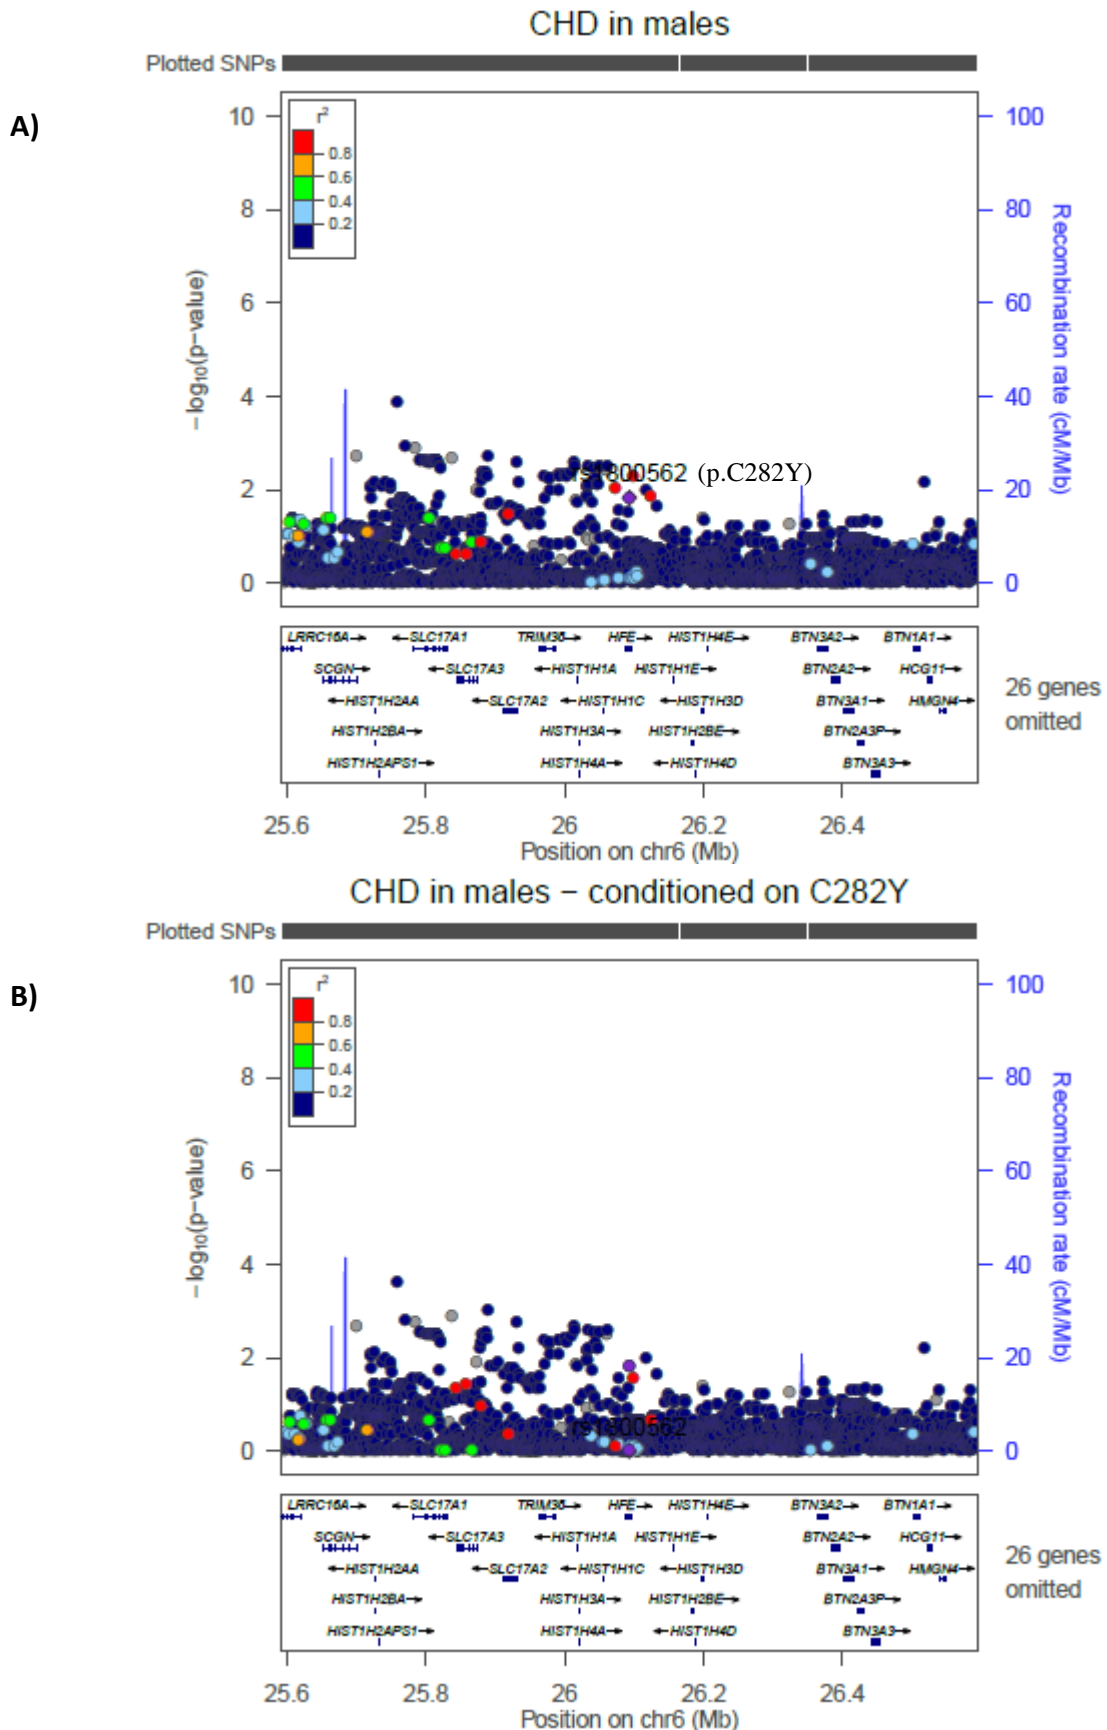 CHD in males
Plotted SNPs
A)
10 100
r²
0.8
0.6
0.4
0.2
8 80
6 60
4 40
2 20
0 0
−log₁₀(p−value)
Recombination rate (cM/Mb)
rs1800562 (p.C282Y)
LRRC16A→ ←SLC17A1 TRIM38→ HFE→ HIST1H4E→ BTN3A2→ BTN1A1→
SCGN→ ←SLC17A3 ←HIST1H1A HIST1H1E→ BTN2A2→ HCG11→
←HIST1H2AA ←SLC17A2 ←HIST1H1C ←HIST1H3D BTN3A1→ HMGN4→
HIST1H2BA→ HIST1H3A→ HIST1H2BE→ BTN2A3P→
HIST1H2APS1→ HIST1H4A→ ←HIST1H4D BTN3A3→
26 genes
omitted
25.6 25.8 26 26.2 26.4
Position on chr6 (Mb)
CHD in males − conditioned on C282Y
Plotted SNPs
B)
10 100
r²
0.8
0.6
0.4
0.2
8 80
6 60
4 40
2 20
0 0
−log₁₀(p−value)
Recombination rate (cM/Mb)
rs1800562
LRRC16A→ ←SLC17A1 TRIM38→ HFE→ HIST1H4E→ BTN3A2→ BTN1A1→
SCGN→ ←SLC17A3 ←HIST1H1A HIST1H1E→ BTN2A2→ HCG11→
←HIST1H2AA ←SLC17A2 ←HIST1H1C ←HIST1H3D BTN3A1→ HMGN4→
HIST1H2BA→ HIST1H3A→ HIST1H2BE→ BTN2A3P→
HIST1H2APS1→ HIST1H4A→ ←HIST1H4D BTN3A3→
26 genes
omitted
25.6 25.8 26 26.2 26.4
Position on chr6 (Mb)